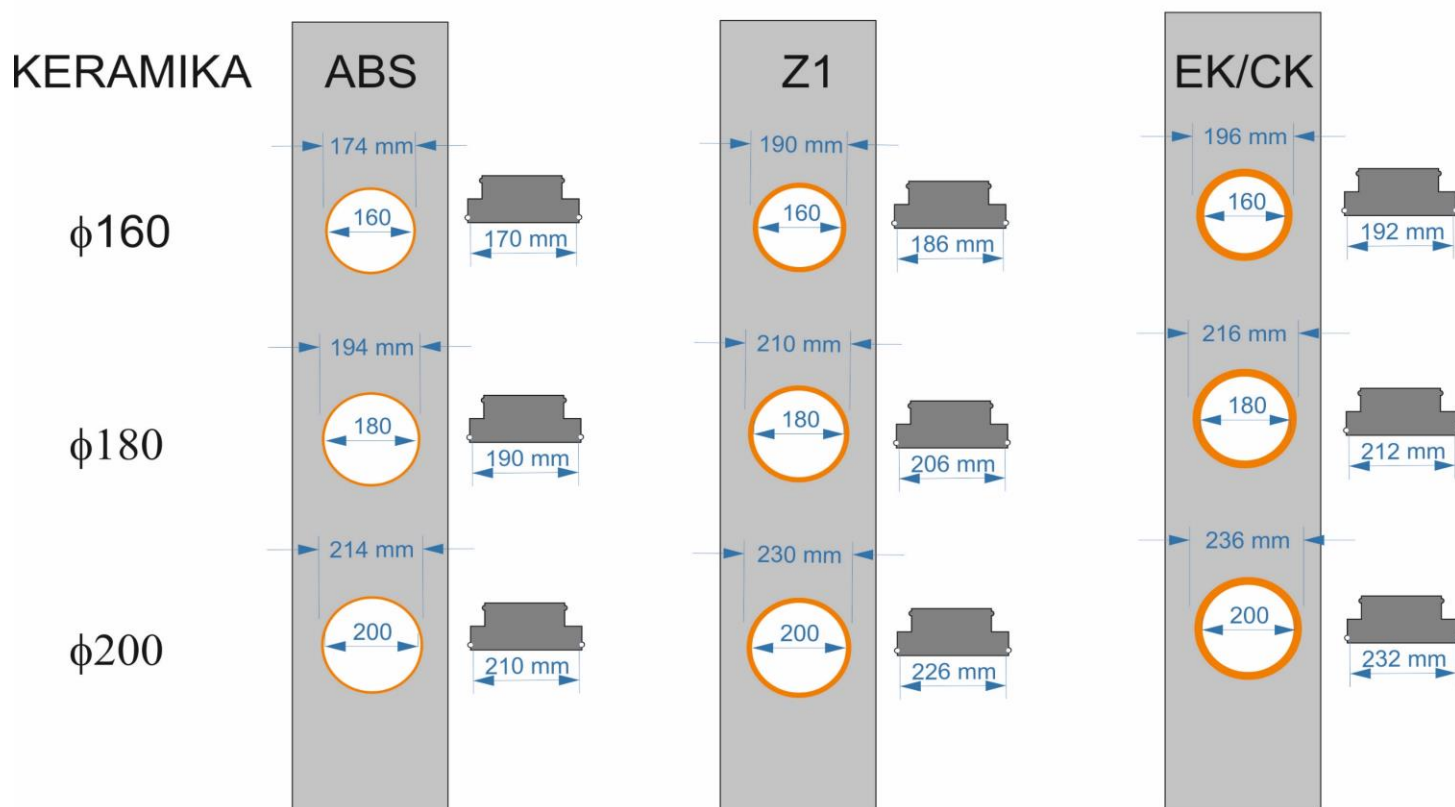 KERAMIKA ABS Z1 EK/CK
174 mm 190 mm 196 mm
ϕ160 160 170 mm 160 186 mm 160 192 mm
194 mm 210 mm 216 mm
ϕ180 180 190 mm 180 206 mm 180 212 mm
214 mm 230 mm 236 mm
ϕ200 200 210 mm 200 226 mm 200 232 mm